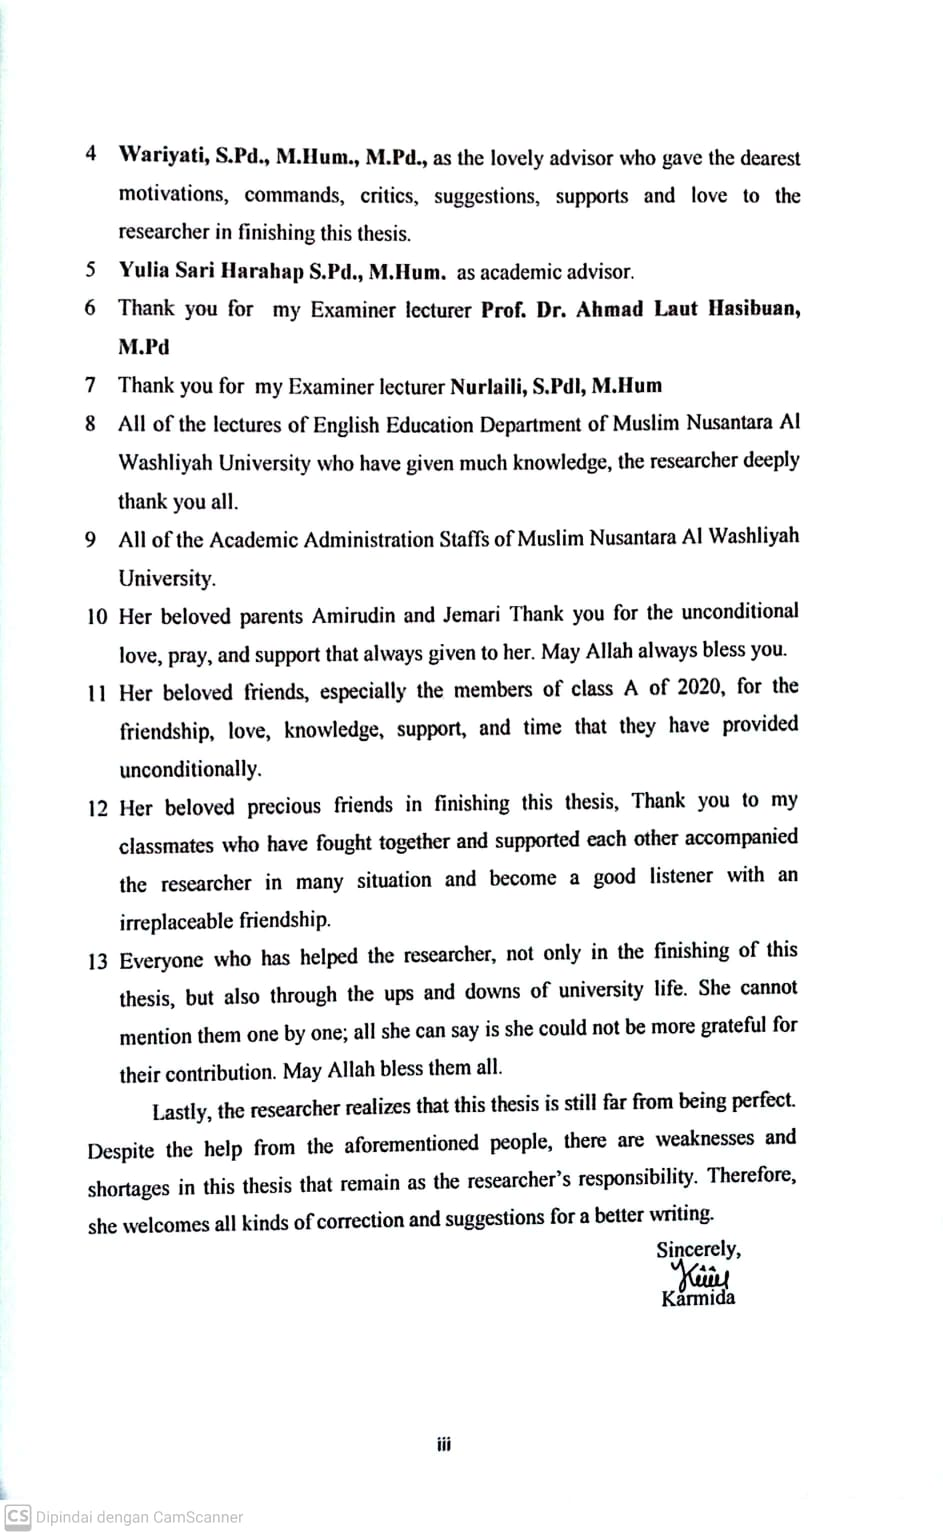 4 Wariyati, S.Pd., M.Hum., M.Pd., as the lovely advisor who gave the dearest
motivations, commands, critics, suggestions, supports and love to the
researcher in finishing this thesis.
5 Yulia Sari Harahap S.Pd., M.Hum. as academic advisor.
6 Thank you for my Examiner lecturer Prof. Dr. Ahmad Laut Hasibuan,
M.Pd
7 Thank you for my Examiner lecturer Nurlaili, S.PdI, M.Hum
8 All of the lectures of English Education Department of Muslim Nusantara Al
Washliyah University who have given much knowledge, the researcher deeply
thank you all.
9 All of the Academic Administration Staffs of Muslim Nusantara Al Washliyah
University.
10 Her beloved parents Amirudin and Jemari Thank you for the unconditional
love, pray, and support that always given to her. May Allah always bless you.
11 Her beloved friends, especially the members of class A of 2020, for the
friendship, love, knowledge, support, and time that they have provided
unconditionally.
12 Her beloved precious friends in finishing this thesis, Thank you to my
classmates who have fought together and supported each other accompanied
the researcher in many situation and become a good listener with an
irreplaceable friendship.
13 Everyone who has helped the researcher, not only in the finishing of this
thesis, but also through the ups and downs of university life. She cannot
mention them one by one; all she can say is she could not be more grateful for
their contribution. May Allah bless them all.
Lastly, the researcher realizes that this thesis is still far from being perfect.
Despite the help from the aforementioned people, there are weaknesses and
shortages in this thesis that remain as the researcher's responsibility. Therefore,
she welcomes all kinds of correction and suggestions for a better writing.
Sincerely,
Karmida
iii
CS Dipindai dengan CamScanner